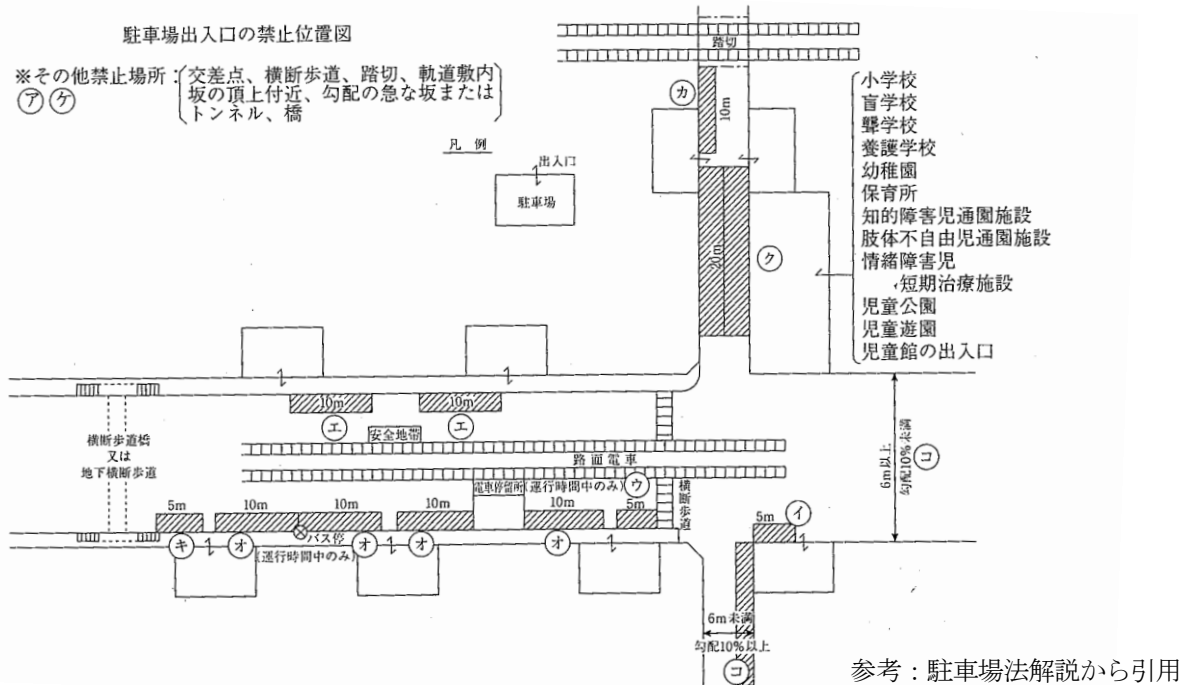 駐車場出入口の禁止位置図
※その他禁止場所：交差点、横断歩道、踏切、軌道敷内
坂の頂上付近、勾配の急な坂または
トンネル、橋
㋐㋘
凡例
出入口
駐車場
踏切
㋕
10m
20m
㋗
小学校
盲学校
聾学校
養護学校
幼稚園
保育所
知的障害児通園施設
肢体不自由児通園施設
情緒障害児
短期治療施設
児童公園
児童遊園
児童館の出入口
10m
10m
㋓
㋓
安全地帯
横断歩道橋
又は
地下横断歩道
路面電車
電車停留所
(運行時間中のみ)
㋒
横断歩道
6m以上
勾配10%未満
㋙
5m
10m
10m
10m
10m
5m
バス停
(運行時間中のみ)
㋖
㋔
㋔
㋔
㋔
5m
㋑
6m未満
勾配10%以上
㋙
参考：駐車場法解説から引用